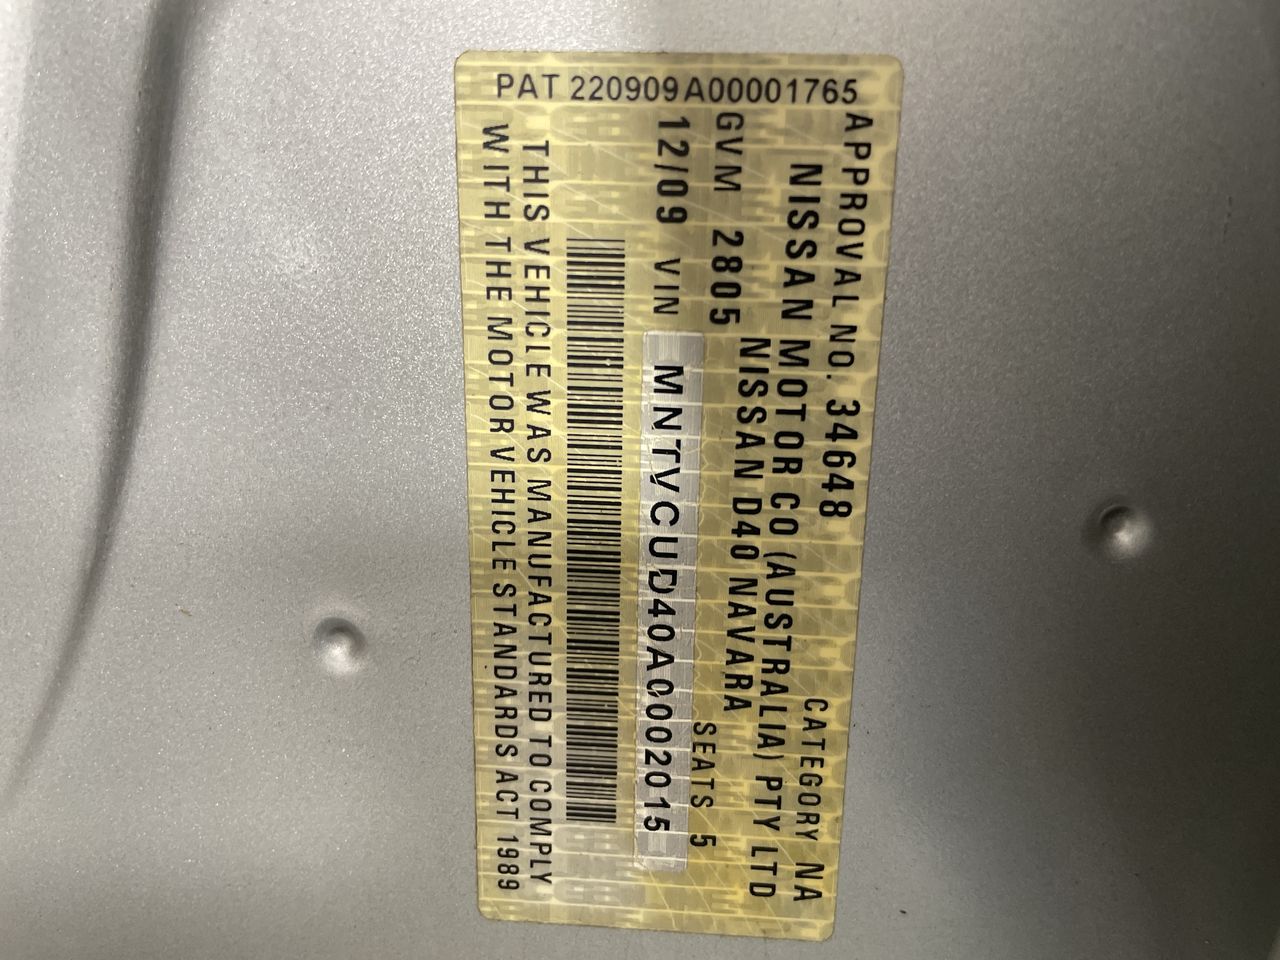 PAT 220909A00001765
APPROVAL NO. 34648 CATEGORY NA
NISSAN MOTOR CO (AUSTRALIA) PTY LTD
NISSAN D40 NAVARA
GVM 2805 SEATS 5
12/09 VIN MNTVCUD40A0002015
THIS VEHICLE WAS MANUFACTURED TO COMPLY
WITH THE MOTOR VEHICLE STANDARDS ACT 1989